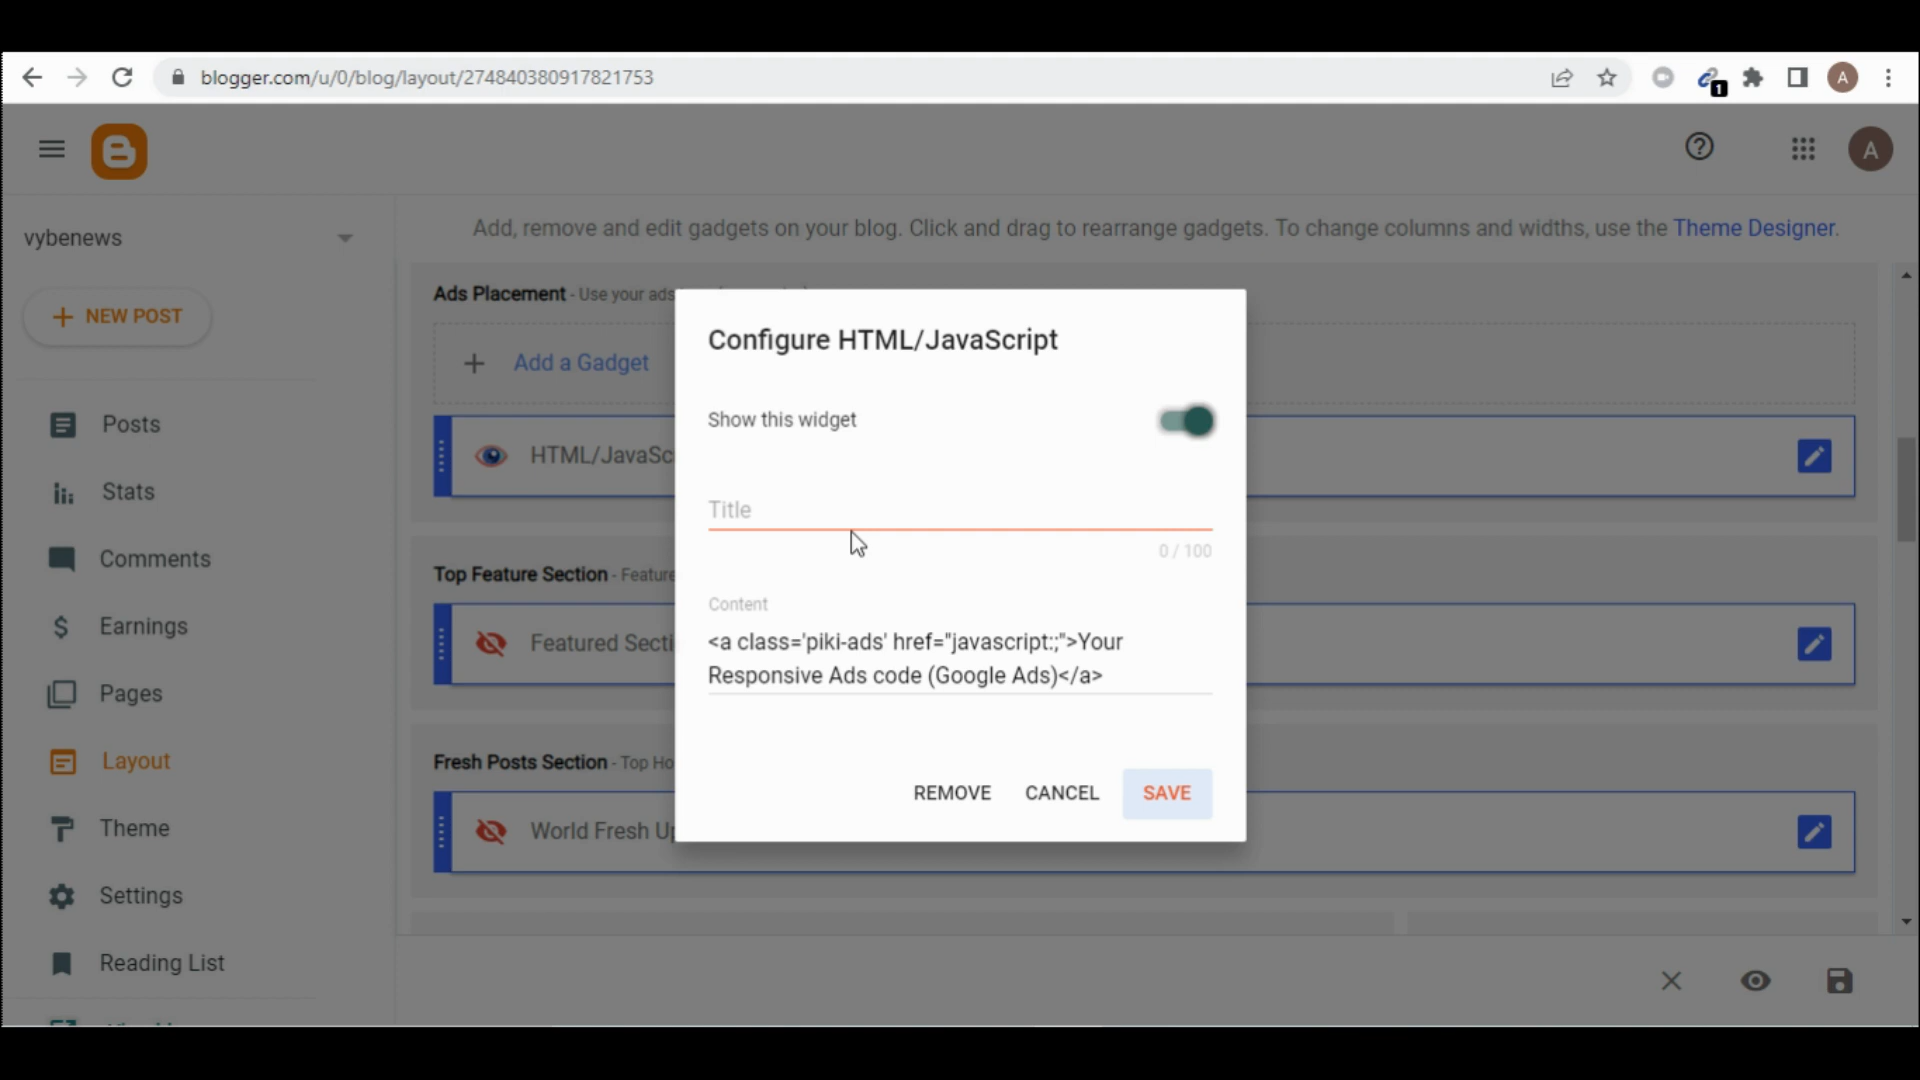 blogger.com/u/0/blog/layout/274840380917821753
1
A
A
vybenews
NEW POST
Posts
Stats
Comments
Earnings
Pages
Layout
Theme
Settings
Reading List
Add, remove and edit gadgets on your blog. Click and drag to rearrange gadgets. To change columns and widths, use the Theme Designer.
Ads Placement - Use your ads
Add a Gadget
HTML/JavaSc
Top Feature Section - Feature
Featured Secti
Fresh Posts Section - Top Ho
World Fresh Up
Configure HTML/JavaScript
Show this widget
Title
0 / 100
Content
<a class='piki-ads' href="javascript:;">Your
Responsive Ads code (Google Ads)</a>
REMOVE CANCEL SAVE